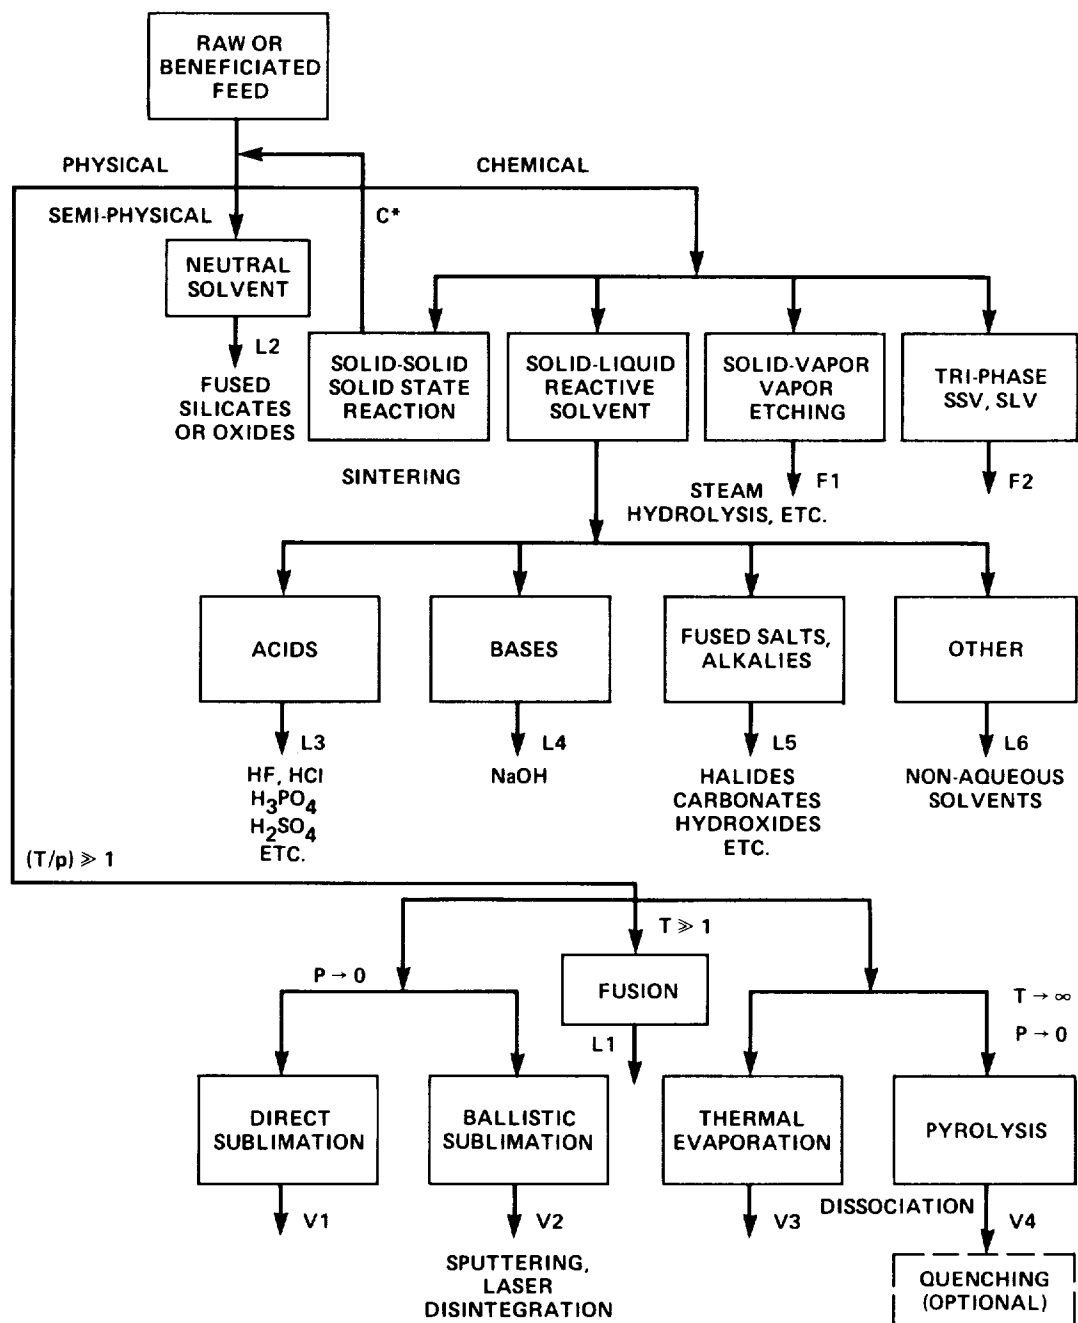 RAW OR
BENEFICIATED
FEED
PHYSICAL
CHEMICAL
SEMI-PHYSICAL
C*
NEUTRAL
SOLVENT
L2
FUSED
SILICATES
OR OXIDES
SOLID-SOLID
SOLID STATE
REACTION
SINTERING
SOLID-LIQUID
REACTIVE
SOLVENT
SOLID-VAPOR
VAPOR
ETCHING
F1
STEAM
HYDROLYSIS, ETC.
TRI-PHASE
SSV, SLV
F2
ACIDS
L3
HF, HCl
H₃PO₄
H₂SO₄
ETC.
BASES
L4
NaOH
FUSED SALTS,
ALKALIES
L5
HALIDES
CARBONATES
HYDROXIDES
ETC.
OTHER
L6
NON-AQUEOUS
SOLVENTS
(T/p) ⩾ 1
T ⩾ 1
P → 0
FUSION
L1
T → ∞
P → 0
DIRECT
SUBLIMATION
V1
BALLISTIC
SUBLIMATION
V2
SPUTTERING,
LASER
DISINTEGRATION
THERMAL
EVAPORATION
V3
PYROLYSIS
DISSOCIATION
V4
QUENCHING
(OPTIONAL)